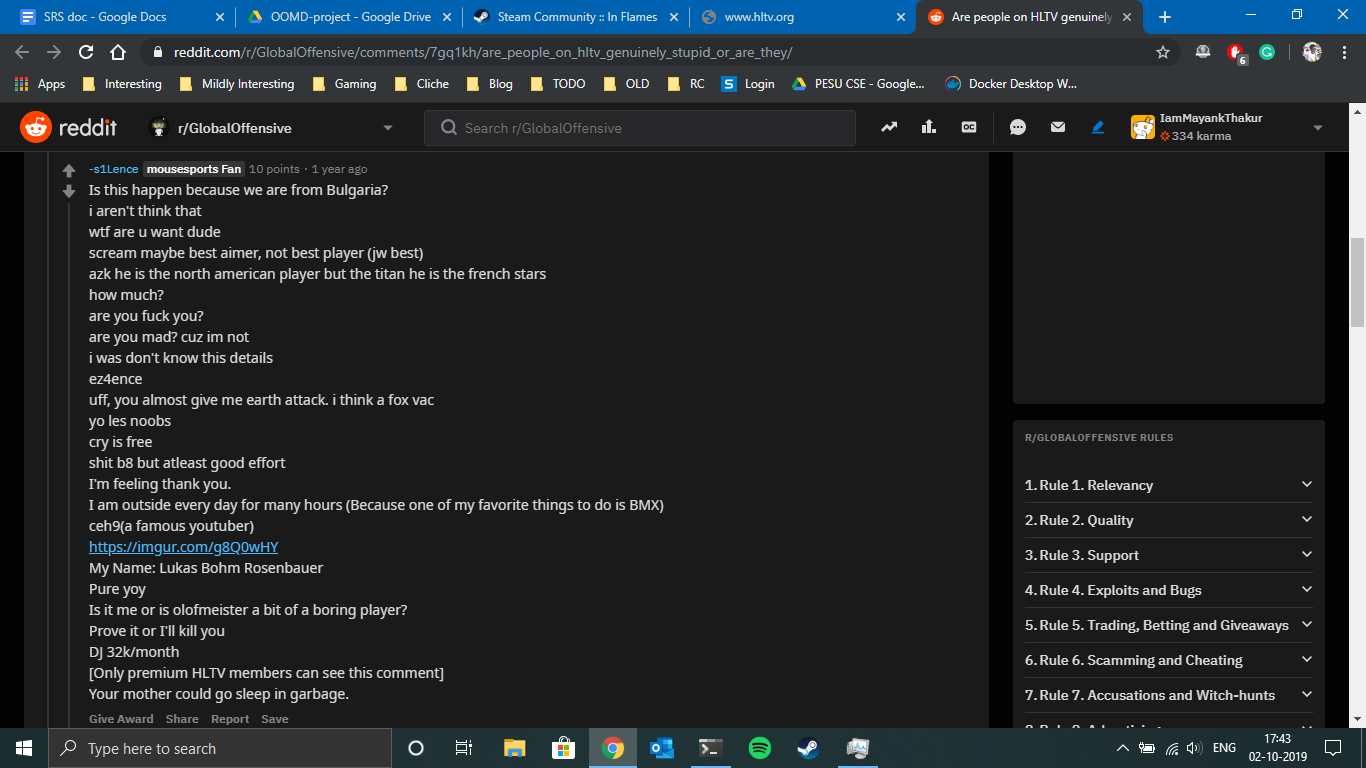 SRS doc - Google Docs
OOMD-project - Google Drive
Steam Community :: In Flames
www.hltv.org
Are people on HLTV genuinely
reddit.com/r/GlobalOffensive/comments/7gq1kh/are_people_on_hltv_genuinely_stupid_or_are_they/
6
Apps Interesting Mildly Interesting Gaming Cliche Blog TODO OLD RC Login PESU CSE - Google... Docker Desktop W...
reddit r/GlobalOffensive Search r/GlobalOffensive IamMayankThakur
334 karma
-s1Lence mousesports Fan 10 points · 1 year ago
Is this happen because we are from Bulgaria?
i aren't think that
wtf are u want dude
scream maybe best aimer, not best player (jw best)
azk he is the north american player but the titan he is the french stars
how much?
are you fuck you?
are you mad? cuz im not
i was don't know this details
ez4ence
uff, you almost give me earth attack. i think a fox vac
yo les noobs
cry is free
shit b8 but atleast good effort
I'm feeling thank you.
I am outside every day for many hours (Because one of my favorite things to do is BMX)
ceh9(a famous youtuber)
https://imgur.com/g8Q0wHY
My Name: Lukas Bohm Rosenbauer
Pure yoy
Is it me or is olofmeister a bit of a boring player?
Prove it or I'll kill you
DJ 32k/month
[Only premium HLTV members can see this comment]
Your mother could go sleep in garbage.
Give Award Share Report Save
R/GLOBALOFFENSIVE RULES
1. Rule 1. Relevancy
2. Rule 2. Quality
3. Rule 3. Support
4. Rule 4. Exploits and Bugs
5. Rule 5. Trading, Betting and Giveaways
6. Rule 6. Scamming and Cheating
7. Rule 7. Accusations and Witch-hunts
Type here to search
ENG
17:43
02-10-2019